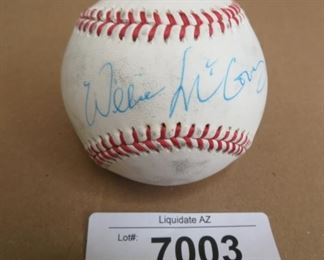 Willie McCovey
Liquidate AZ
Lot#:
7003